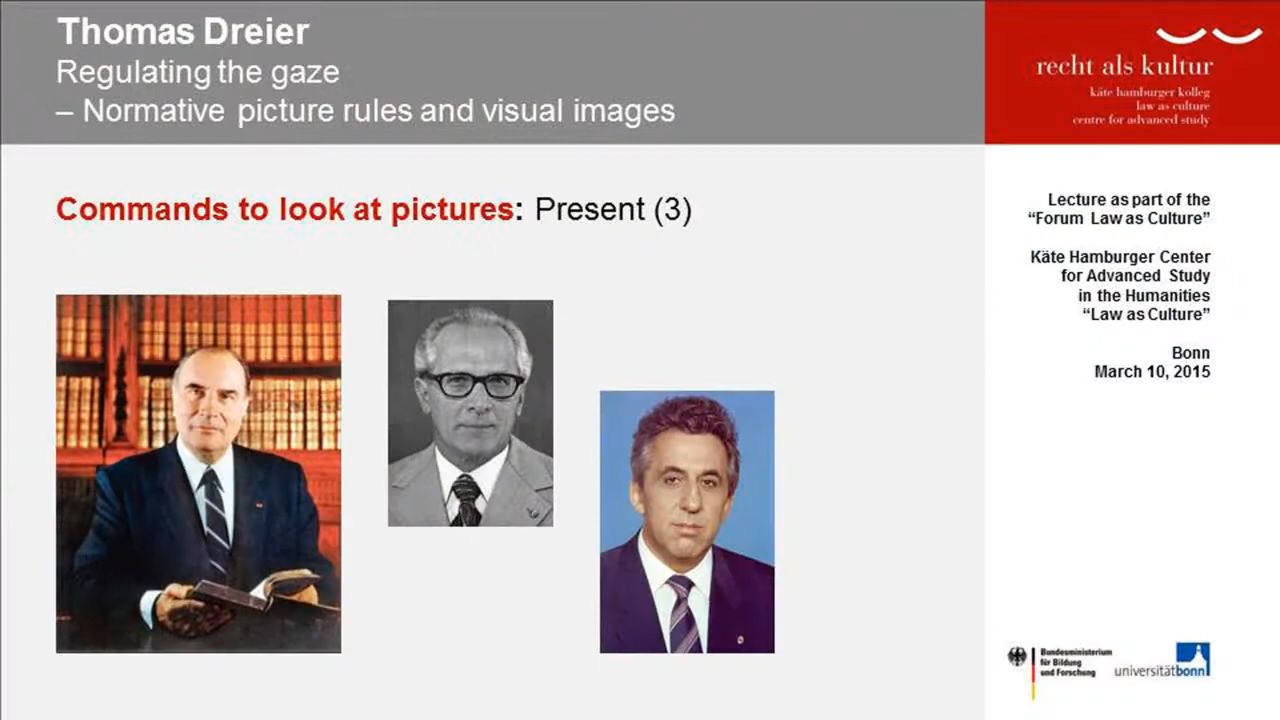 Thomas Dreier
Regulating the gaze
– Normative picture rules and visual images
recht als kultur
käte hamburger kolleg
law as culture
centre for advanced study
Commands to look at pictures: Present (3)
Lecture as part of the
“Forum Law as Culture”
Käte Hamburger Center
for Advanced Study
in the Humanities
“Law as Culture”
Bonn
March 10, 2015
Bundesministerium
für Bildung
und Forschung
universitätbonn